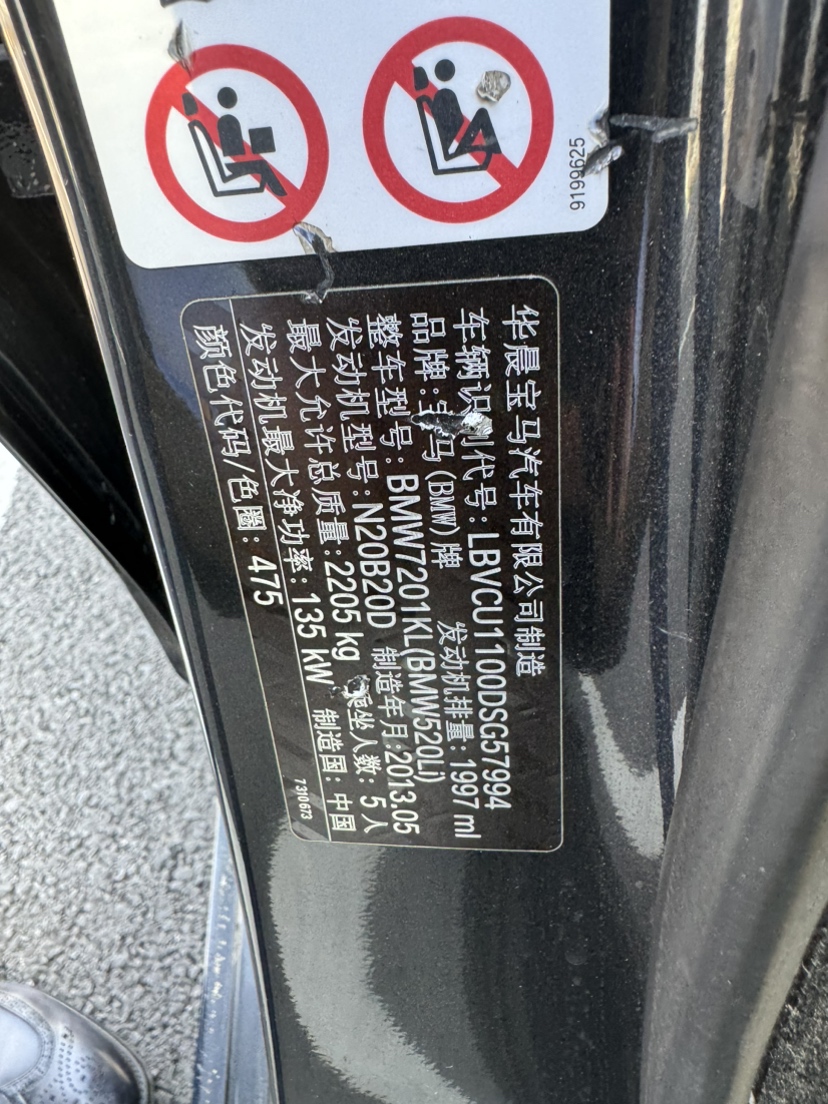 9199625
华晨宝马汽车有限公司制造
车辆识别代号: LBVCU1100DSG57994
品牌: 宝马(BMW)牌 发动机排量: 1997 ml
整车型号: BMW7201KL(BMW520Li)
发动机型号: N20B20D 制造年月: 2013.05
最大允许总质量: 2205 kg 乘坐人数: 5 人
发动机最大净功率: 135 kW 制造国: 中国
颜色代码/色圈: 475
7310673